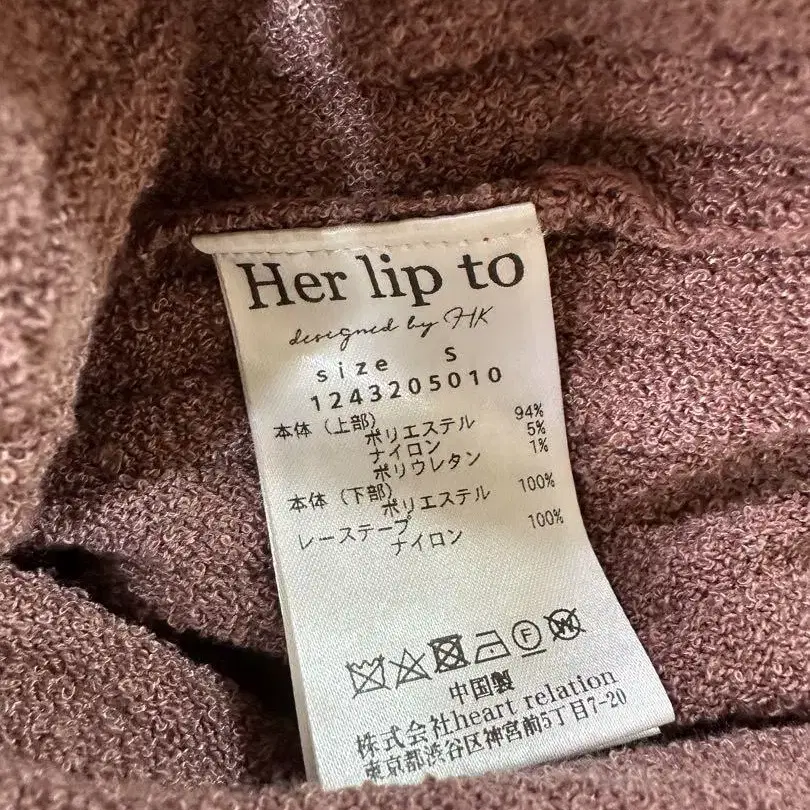 Her lip to
designed by HK
size S
1243205010
本体（上部）
ポリエステル 94%
ナイロン 5%
ポリウレタン 1%
本体（下部）
ポリエステル 100%
レーステープ
ナイロン 100%
F W
中国製
株式会社heart relation
東京都渋谷区神宮前5丁目7-20